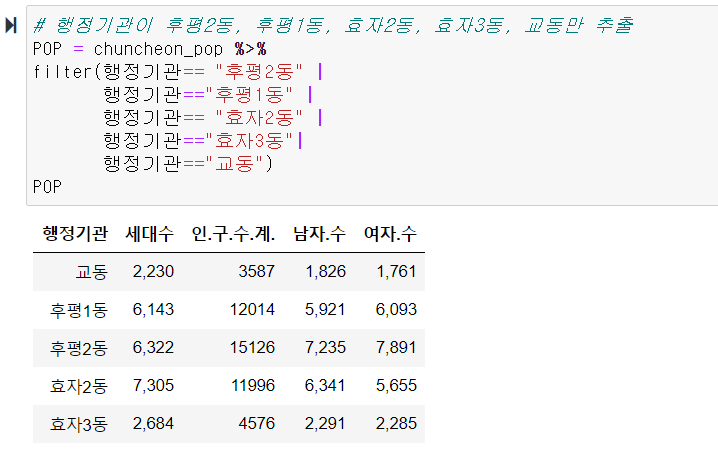 # 행정기관이 후평2동, 후평1동, 효자2동, 효자3동, 교동만 추출
POP = chuncheon_pop %>%
filter(행정기관== "후평2동" |
행정기관=="후평1동" |
행정기관== "효자2동" |
행정기관=="효자3동"|
행정기관=="교동")
POP
행정기관 세대수 인.구.수.계. 남자.수 여자.수
교동 2,230 3587 1,826 1,761
후평1동 6,143 12014 5,921 6,093
후평2동 6,322 15126 7,235 7,891
효자2동 7,305 11996 6,341 5,655
효자3동 2,684 4576 2,291 2,285